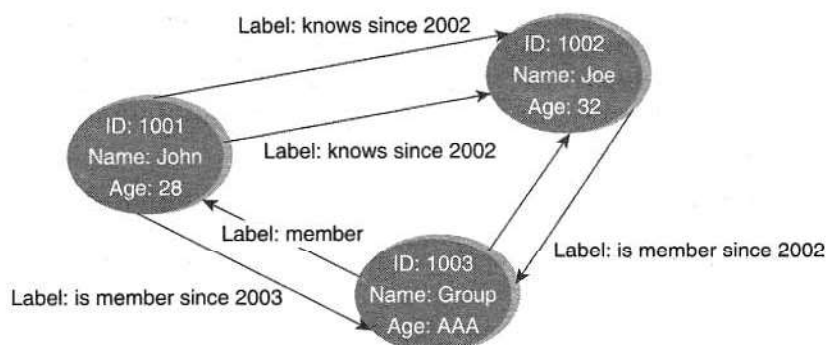 Label: knows since 2002
ID: 1002
Name: Joe
Age: 32
ID: 1001
Name: John
Age: 28
Label: knows since 2002
Label: member
Label: is member since 2002
ID: 1003
Name: Group
Age: AAA
Label: is member since 2003